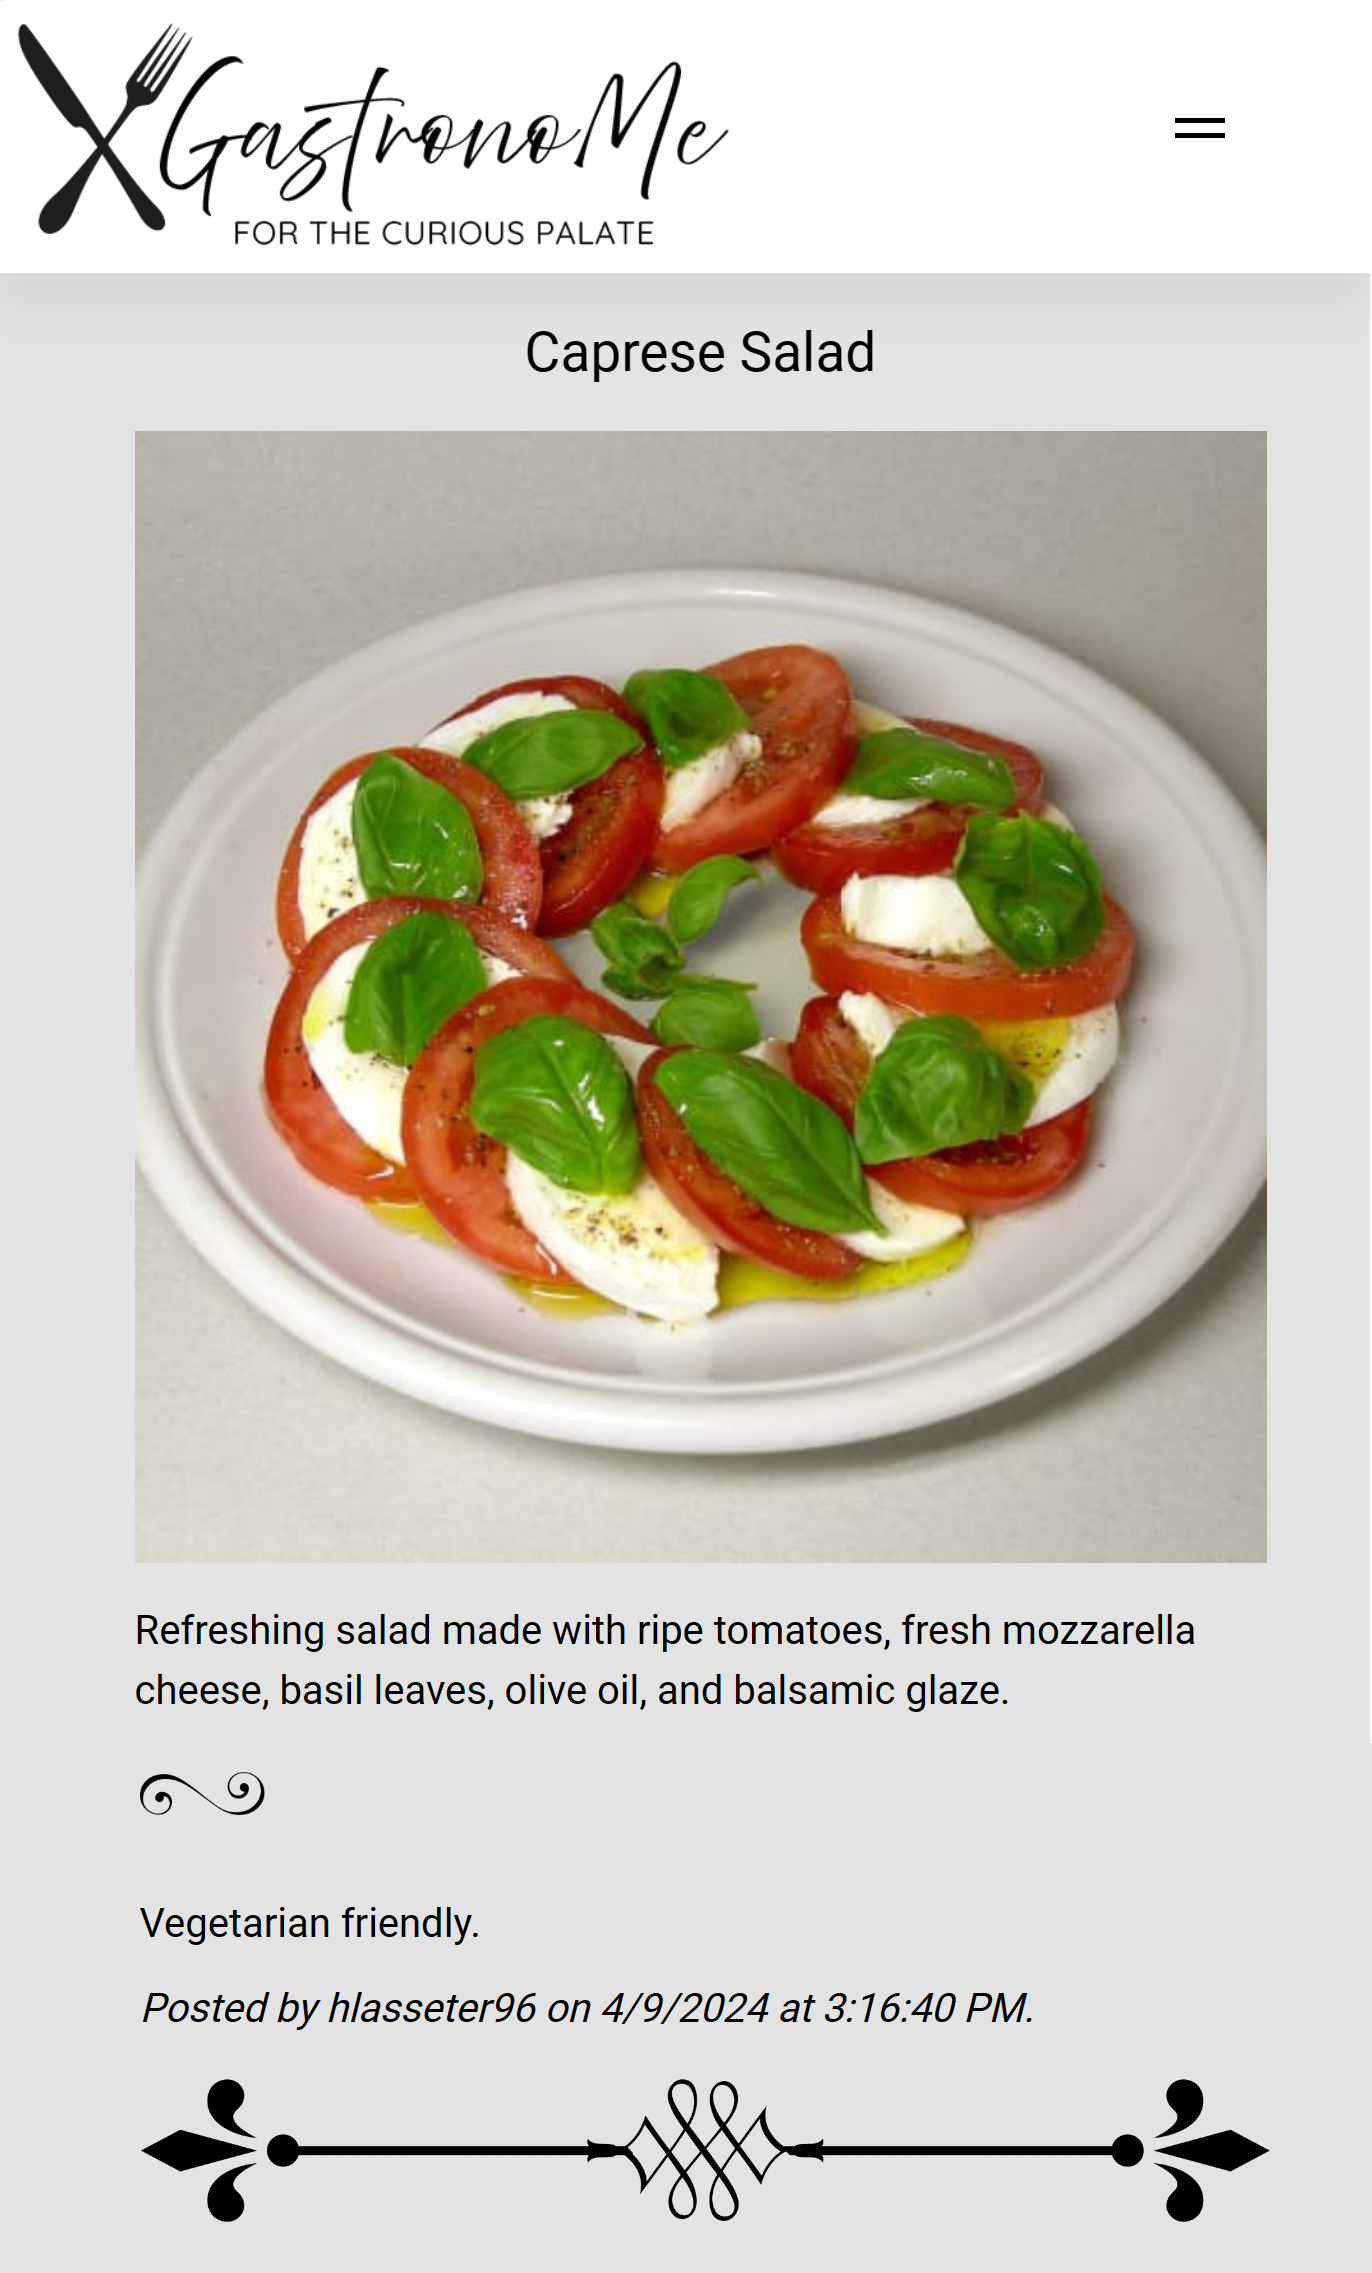 GastronoMe
FOR THE CURIOUS PALATE
Caprese Salad
Refreshing salad made with ripe tomatoes, fresh mozzarella
cheese, basil leaves, olive oil, and balsamic glaze.
Vegetarian friendly.
Posted by hlasseter96 on 4/9/2024 at 3:16:40 PM.